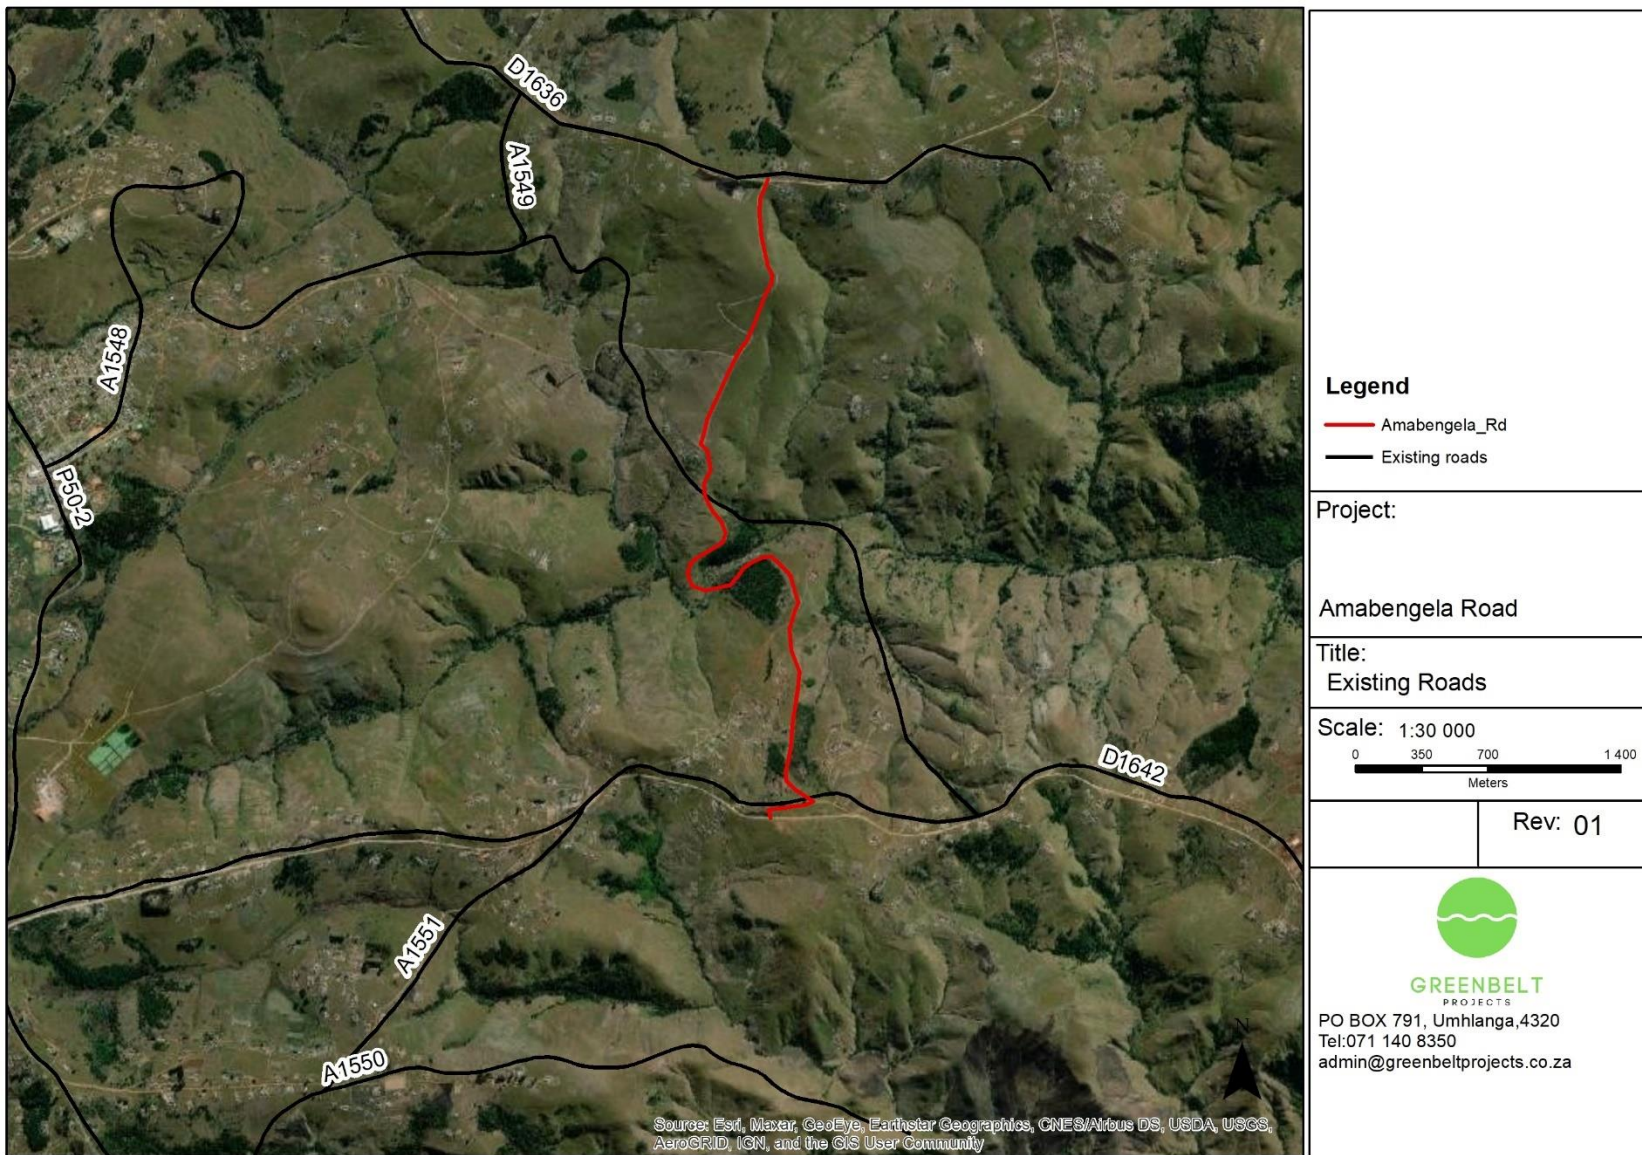 D1636
A1549
A1548
P50-2
D1642
A1551
A1550
N
Source: Esri, Maxar, GeoEye, Earthstar Geographics, CNES/Airbus DS, USDA, USGS,
AeroGRID, IGN, and the GIS User Community
Legend
Amabengela_Rd
Existing roads
Project:
Amabengela Road
Title:
Existing Roads
Scale: 1:30 000
0 350 700 1 400
Meters
Rev: 01
GREENBELT
PROJECTS
PO BOX 791, Umhlanga,4320
Tel:071 140 8350
admin@greenbeltprojects.co.za